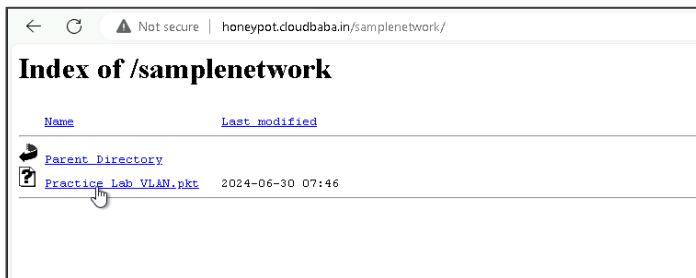 Not secure honeypot.cloudbaba.in/samplenetwork/
Index of /samplenetwork
Name Last modified
Parent Directory
Practice Lab VLAN.pkt 2024-06-30 07:46